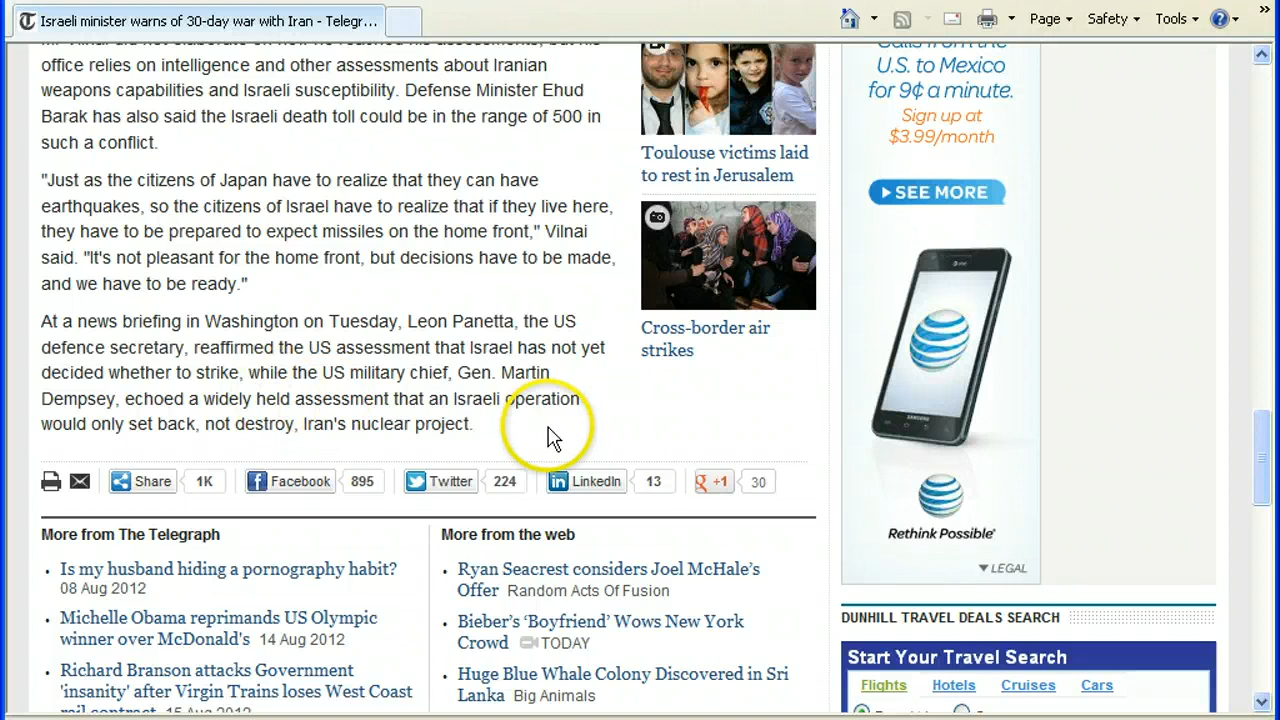 Israeli minister warns of 30-day war with Iran - Telegr...
Page
Safety
Tools
office relies on intelligence and other assessments about Iranian
weapons capabilities and Israeli susceptibility. Defense Minister Ehud
Barak has also said the Israeli death toll could be in the range of 500 in
such a conflict.
"Just as the citizens of Japan have to realize that they can have
earthquakes, so the citizens of Israel have to realize that if they live here,
they have to be prepared to expect missiles on the home front," Vilnai
said. "It's not pleasant for the home front, but decisions have to be made,
and we have to be ready."
At a news briefing in Washington on Tuesday, Leon Panetta, the US
defence secretary, reaffirmed the US assessment that Israel has not yet
decided whether to strike, while the US military chief, Gen. Martin
Dempsey, echoed a widely held assessment that an Israeli operation
would only set back, not destroy, Iran's nuclear project.
Toulouse victims laid
to rest in Jerusalem
Cross-border air
strikes
Calls from the
U.S. to Mexico
for 9¢ a minute.
Sign up at
$3.99/month
SEE MORE
at&t
SAMSUNG
Rethink Possible®
LEGAL
Share 1K Facebook 895 Twitter 224 LinkedIn 13 +1 30
More from The Telegraph
Is my husband hiding a pornography habit?
08 Aug 2012
Michelle Obama reprimands US Olympic
winner over McDonald's 14 Aug 2012
Richard Branson attacks Government
'insanity' after Virgin Trains loses West Coast
rail contract 15 Aug 2012
More from the web
Ryan Seacrest considers Joel McHale's
Offer Random Acts Of Fusion
Bieber's 'Boyfriend' Wows New York
Crowd TODAY
Huge Blue Whale Colony Discovered in Sri
Lanka Big Animals
DUNHILL TRAVEL DEALS SEARCH
Start Your Travel Search
Flights Hotels Cruises Cars